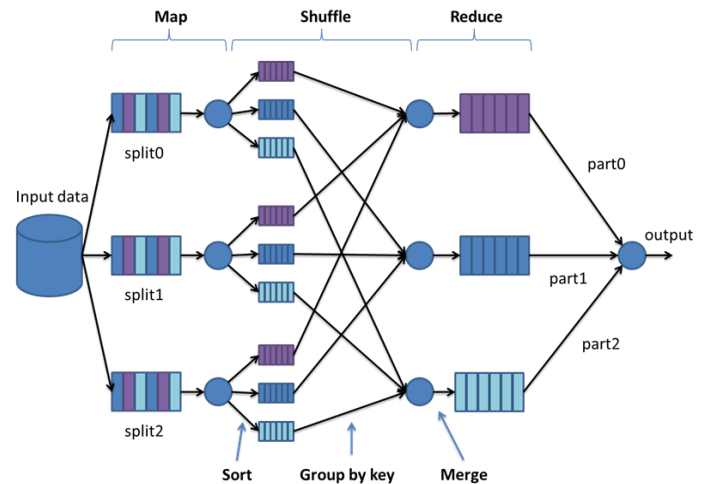 Map
Shuffle
Reduce
split0
part0
Input data
output
split1
part1
part2
split2
Sort
Group by key
Merge